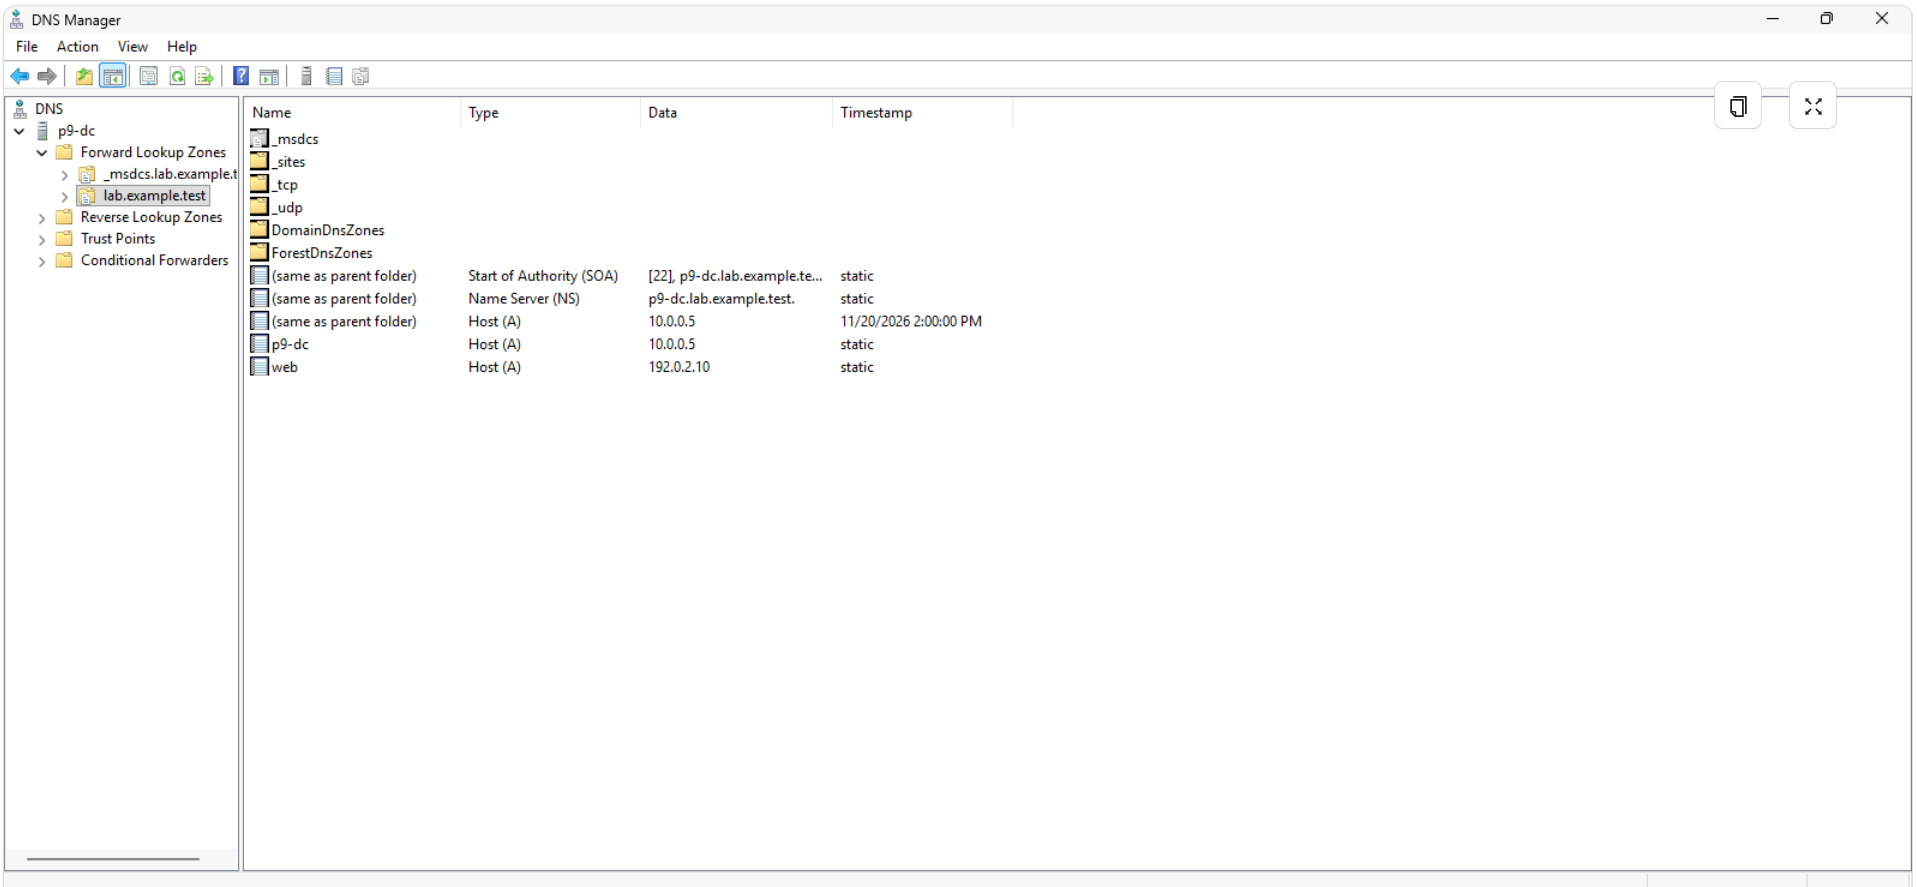 DNS Manager
File Action View Help
DNS
p9-dc
Forward Lookup Zones
_msdcs.lab.example.t
lab.example.test
Reverse Lookup Zones
Trust Points
Conditional Forwarders
Name Type Data Timestamp
_msdcs
_sites
_tcp
_udp
DomainDnsZones
ForestDnsZones
(same as parent folder) Start of Authority (SOA) [22], p9-dc.lab.example.te... static
(same as parent folder) Name Server (NS) p9-dc.lab.example.test. static
(same as parent folder) Host (A) 10.0.0.5 11/20/2026 2:00:00 PM
p9-dc Host (A) 10.0.0.5 static
web Host (A) 192.0.2.10 static